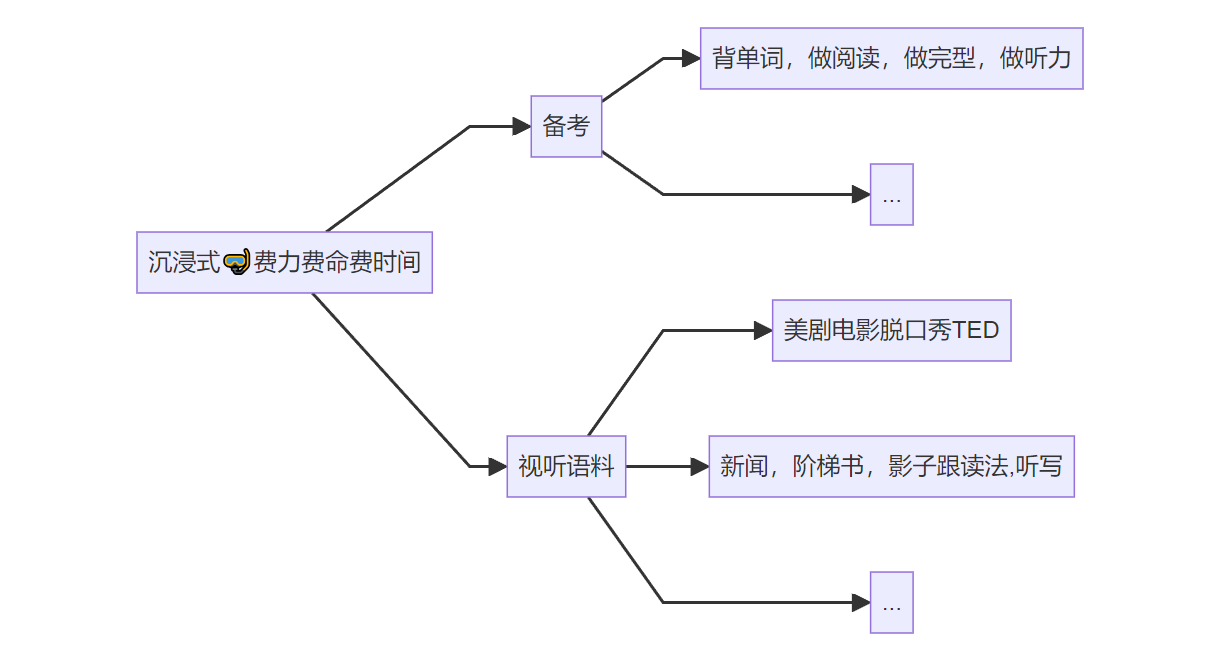 背单词，做阅读，做完型，做听力
备考
...
沉浸式🤿费力费命费时间
美剧电影脱口秀TED
视听语料
新闻，阶梯书，影子跟读法,听写
...